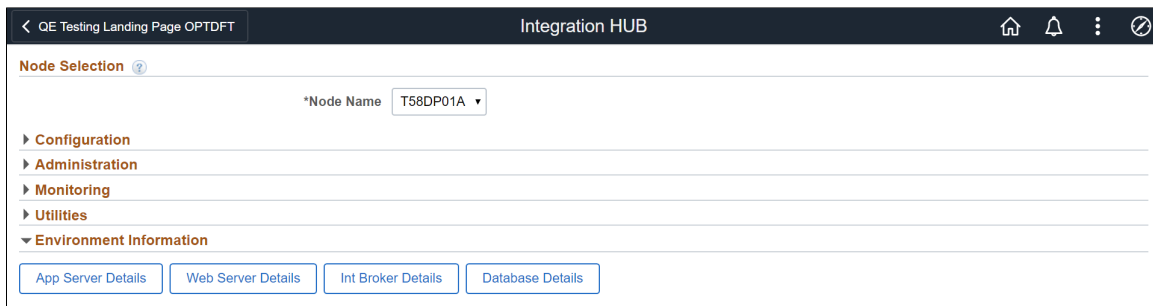 QE Testing Landing Page OPTDFT
Integration HUB
Node Selection ?
*Node Name T58DP01A
Configuration
Administration
Monitoring
Utilities
Environment Information
App Server Details Web Server Details Int Broker Details Database Details